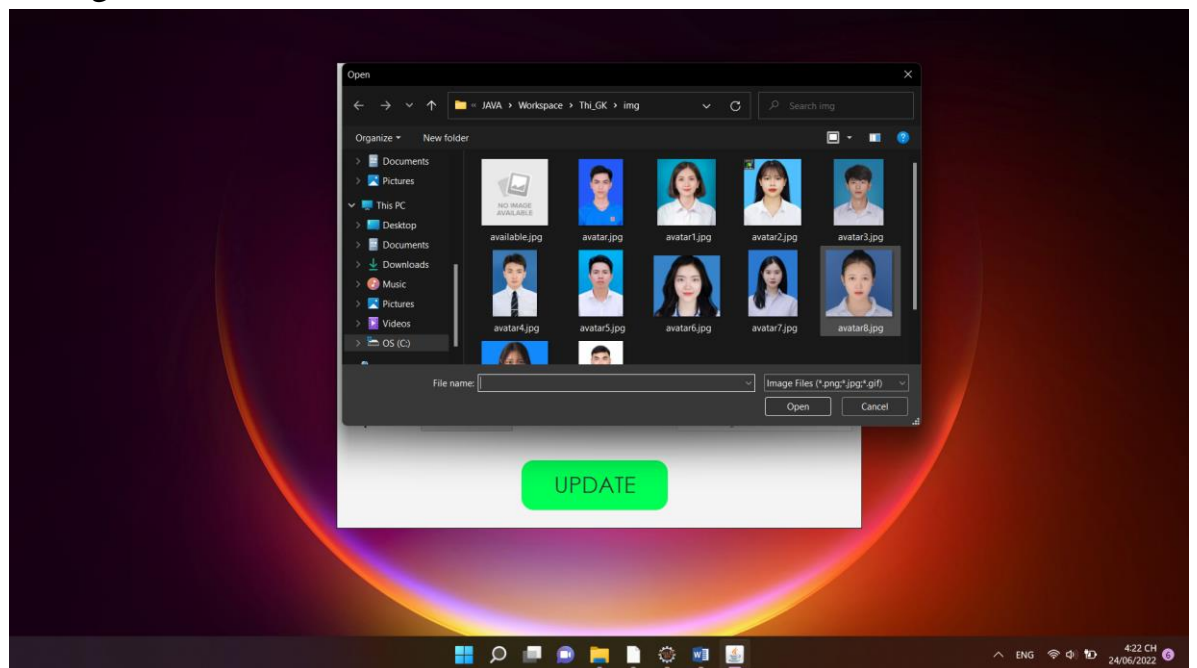 Open
JAVA › Workspace › Thi_GK › img
Search img
Organize
New folder
Documents
Pictures
This PC
Desktop
Documents
Downloads
Music
Pictures
Videos
OS (C:)
NO IMAGE
AVAILABLE
available.jpg
avatar.jpg
avatar1.jpg
avatar2.jpg
avatar3.jpg
avatar4.jpg
avatar5.jpg
avatar6.jpg
avatar7.jpg
avatar8.jpg
File name:
Image Files (*.png;*.jpg;*.gif)
Open
Cancel
UPDATE
ENG
4:22 CH
24/06/2022
6